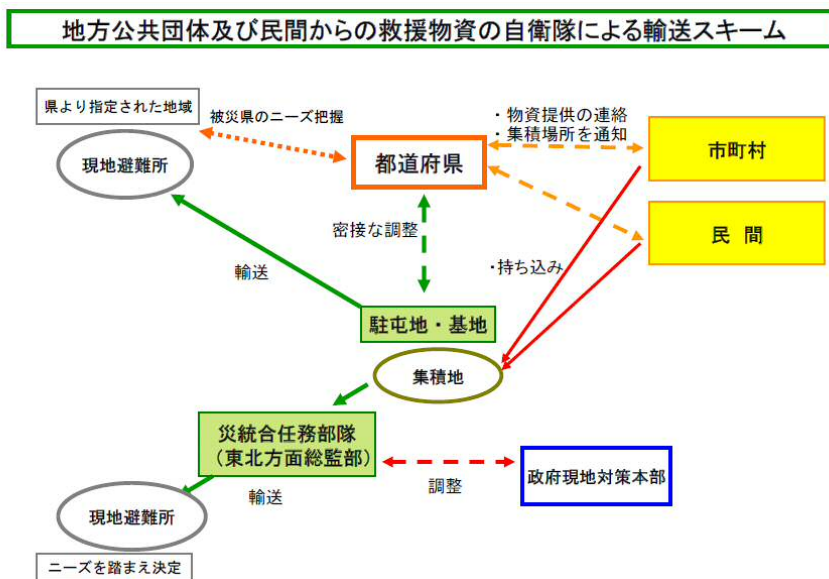 地方公共団体及び民間からの救援物資の自衛隊による輸送スキーム
県より指定された地域
被災県のニーズ把握
・物資提供の連絡
・集積場所を通知
現地避難所
都道府県
市町村
密接な調整
民 間
・持ち込み
輸送
駐屯地・基地
集積地
災統合任務部隊
（東北方面総監部）
調整
政府現地対策本部
輸送
現地避難所
ニーズを踏まえ決定